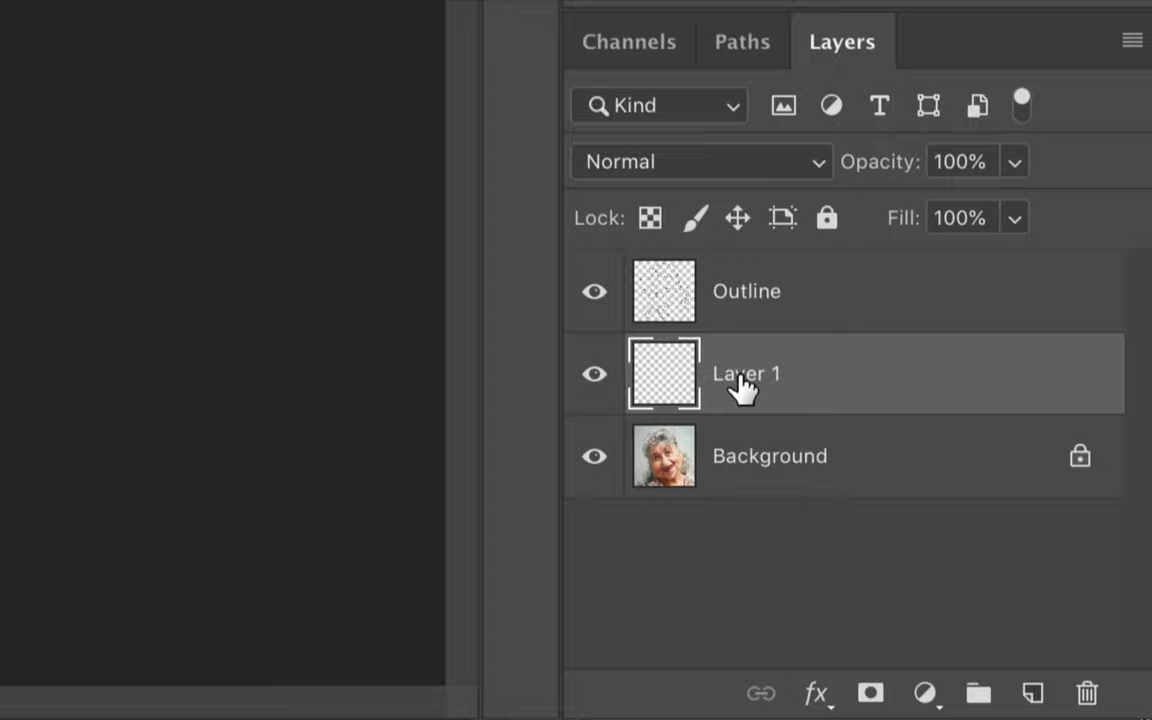 Channels Paths Layers
Kind T
Normal Opacity: 100%
Lock: Fill: 100%
Outline
Layer 1
Background
fx